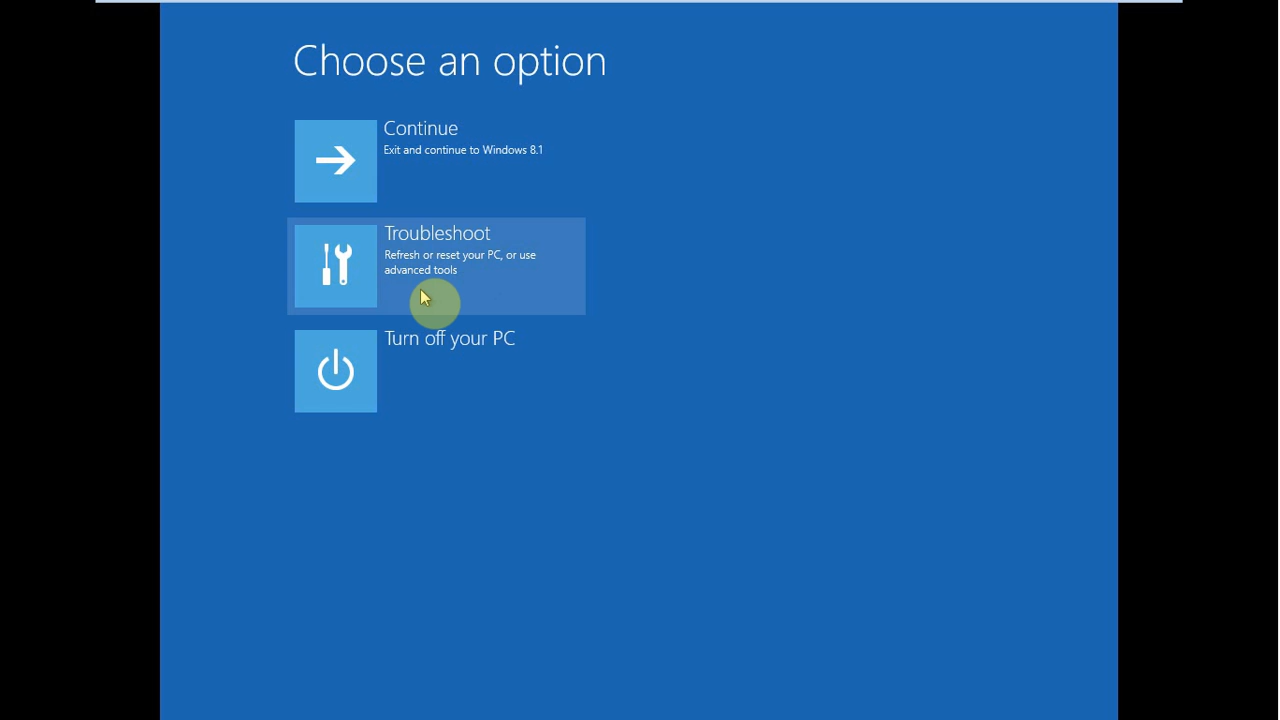 Choose an option
Continue
Exit and continue to Windows 8.1
Troubleshoot
Refresh or reset your PC, or use
advanced tools
Turn off your PC